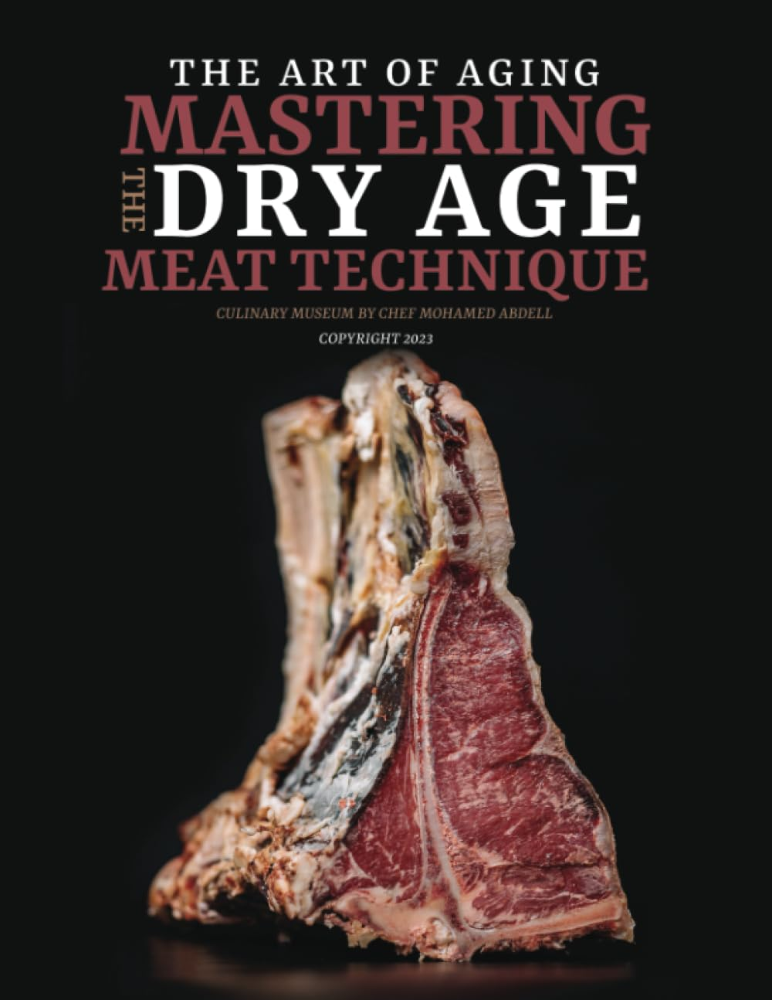 THE ART OF AGING
MASTERING
THE
DRY AGE
MEAT TECHNIQUE
CULINARY MUSEUM BY CHEF MOHAMED ABDELL
COPYRIGHT 2023